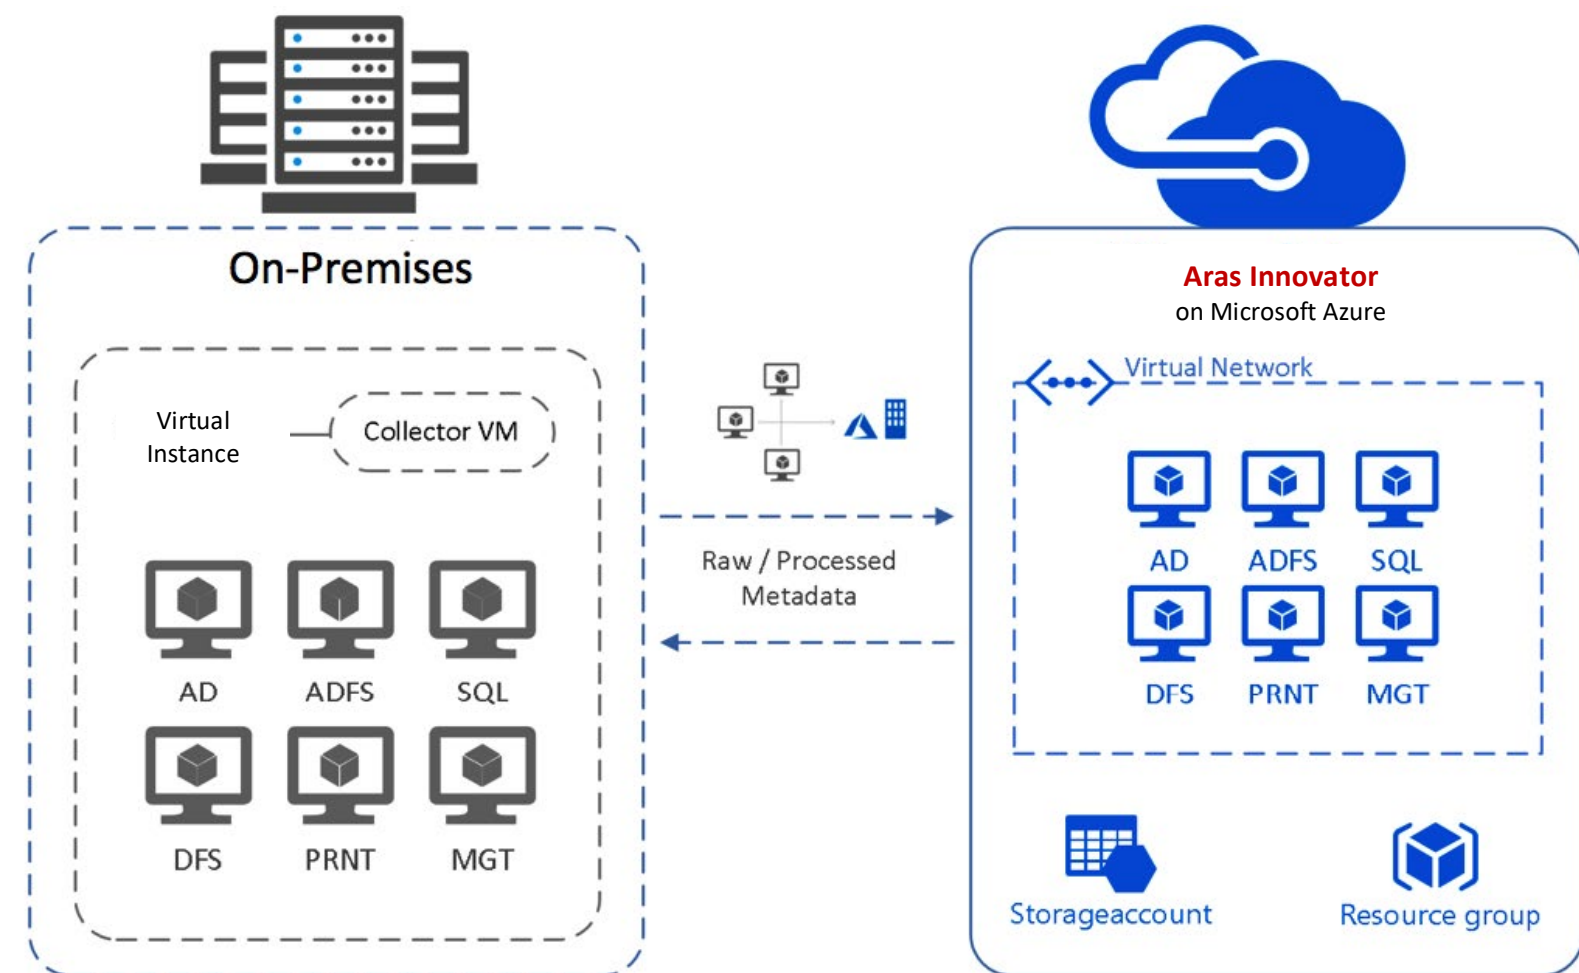 On-Premises
Virtual
Instance
Collector VM
AD
ADFS
SQL
DFS
PRNT
MGT
Raw / Processed
Metadata
Aras Innovator
on Microsoft Azure
Virtual Network
AD
ADFS
SQL
DFS
PRNT
MGT
Storageaccount
Resource group